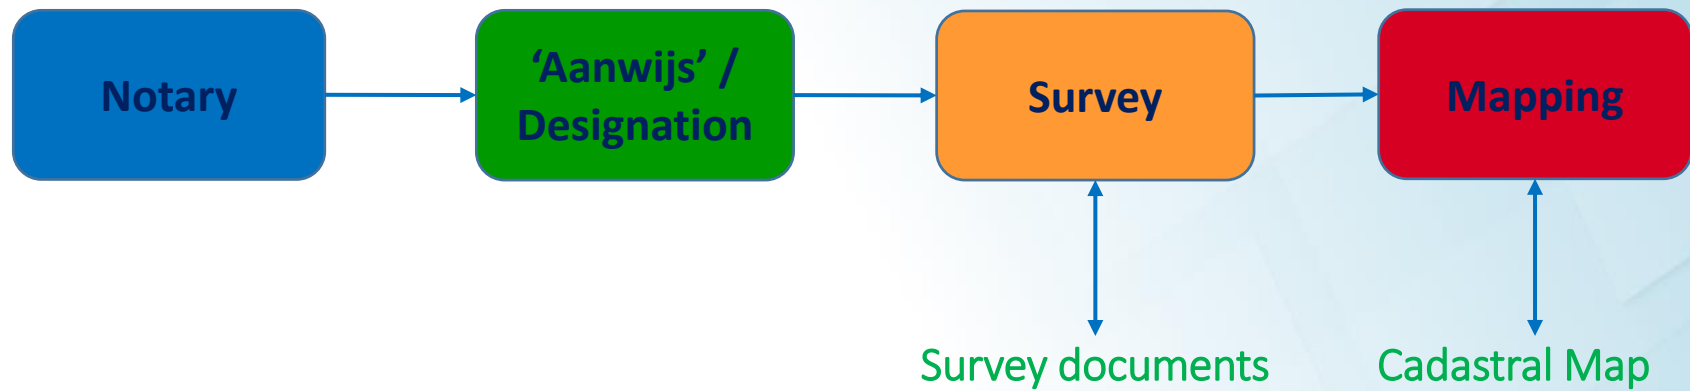 Notary
‘Aanwijs’ /
Designation
Survey
Mapping
Survey documents
Cadastral Map